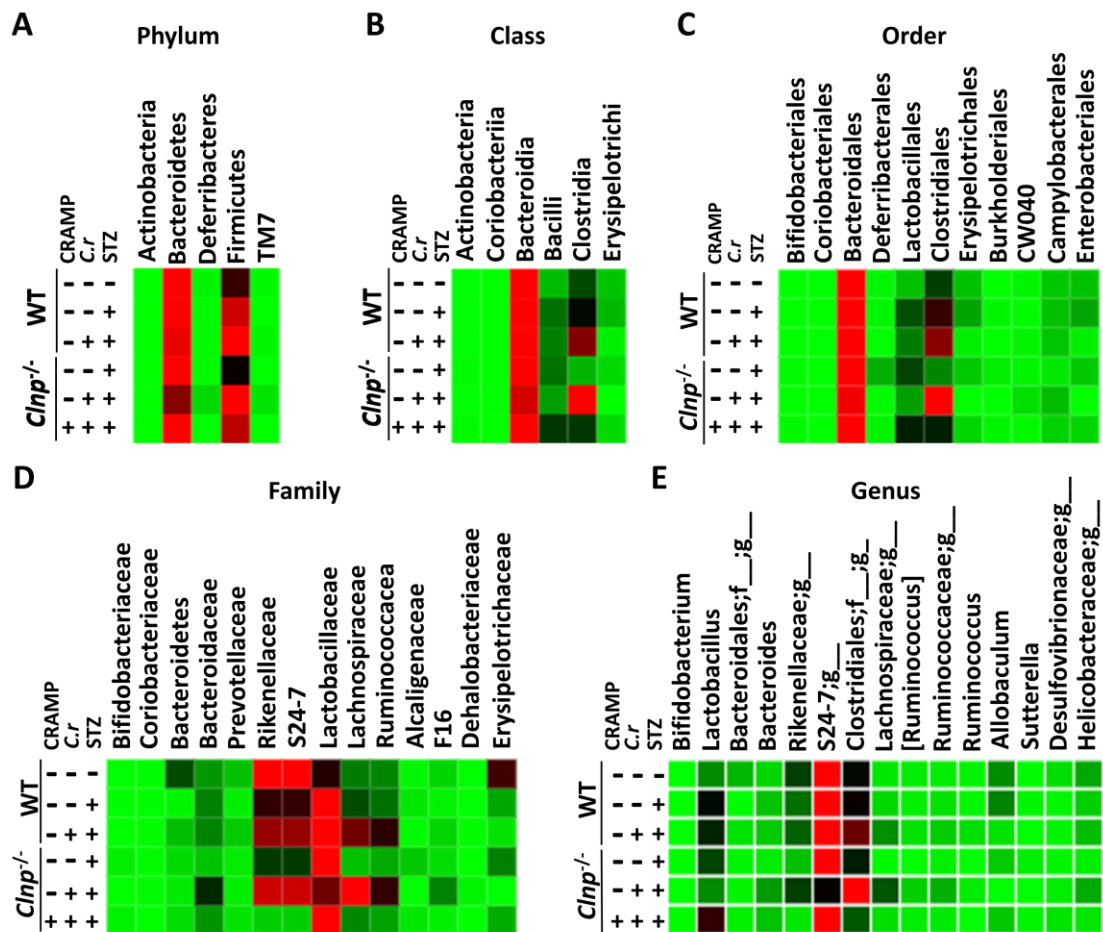 A
Phylum
CRAMP
C.r
STZ
Actinobacteria
Bacteroidetes
Deferribacteres
Firmicutes
TM7
WT
- - -
- - +
- + +
Clnp-/-
- - +
- + +
+ + +
B
Class
CRAMP
C.r
STZ
Actinobacteria
Coriobacteriia
Bacteroidia
Bacilli
Clostridia
Erysipelotrichi
WT
- - -
- - +
- + +
Clnp-/-
- - +
- + +
+ + +
C
Order
CRAMP
C.r
STZ
Bifidobacteriales
Coriobacteriales
Bacteroidales
Deferribacterales
Lactobacillales
Clostridiales
Erysipelotrichales
Burkholderiales
CW040
Campylobacterales
Enterobacteriales
WT
- - -
- - +
- + +
Clnp-/-
- - +
- + +
+ + +
D
Family
CRAMP
C.r
STZ
Bifidobacteriaceae
Coriobacteriaceae
Bacteroidetes
Bacteroidaceae
Prevotellaceae
Rikenellaceae
S24-7
Lactobacillaceae
Lachnospiraceae
Ruminococcacea
Alcaligenaceae
F16
Dehalobacteriaceae
Erysipelotrichaceae
WT
- - -
- - +
- + +
Clnp-/-
- - +
- + +
+ + +
E
Genus
CRAMP
C.r
STZ
Bifidobacterium
Lactobacillus
Bacteroidales;f__;g__
Bacteroides
Rikenellaceae;g__
S24-7;g__
Clostridiales;f__;g_
Lachnospiraceae;g__
[Ruminococcus]
Ruminococcaceae;g__
Ruminococcus
Allobaculum
Sutterella
Desulfovibrionaceae;g__
Helicobacteraceae;g__
WT
- - -
- - +
- + +
Clnp-/-
- - +
- + +
+ + +